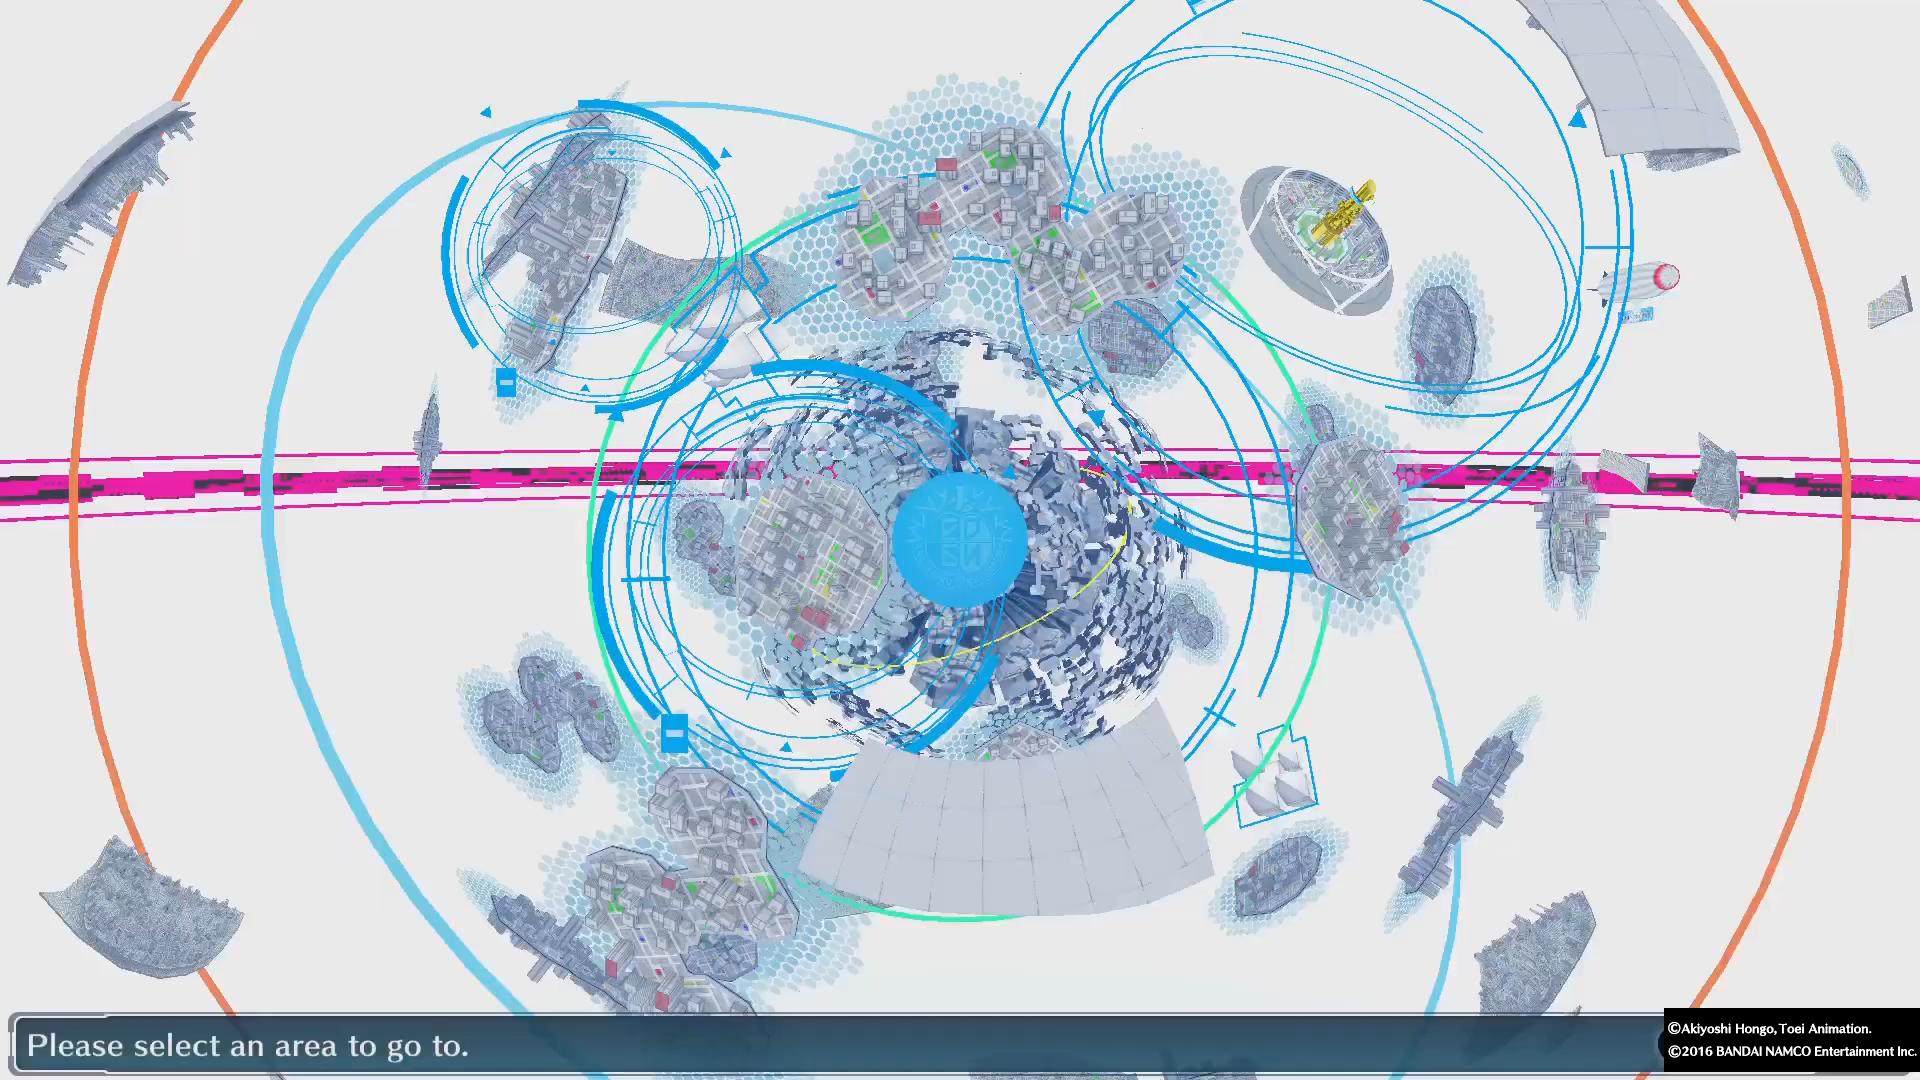 Please select an area to go to.
©Akiyoshi Hongo, Toei Animation.
©2016 BANDAI NAMCO Entertainment Inc.